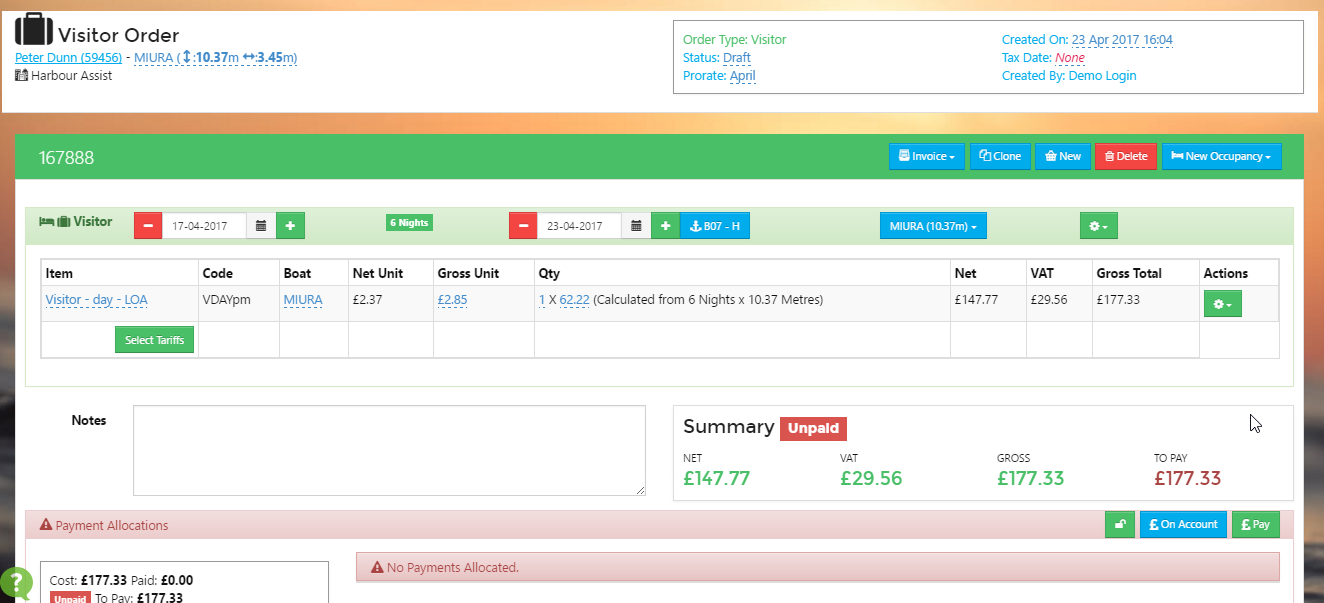 Visitor Order
Peter Dunn (59456) - MIURA (↕:10.37m ↔:3.45m)
Harbour Assist
Order Type: Visitor
Status: Draft
Prorate: April
Created On: 23 Apr 2017 16:04
Tax Date: None
Created By: Demo Login
167888
Invoice
Clone
New
Delete
New Occupancy
Visitor
17-04-2017
6 Nights
23-04-2017
B07 - H
MIURA (10.37m)
Item Code Boat Net Unit Gross Unit Qty Net VAT Gross Total Actions
Visitor - day - LOA VDAYpm MIURA £2.37 £2.85 1 X 62.22 (Calculated from 6 Nights x 10.37 Metres) £147.77 £29.56 £177.33
Select Tariffs
Notes
Summary Unpaid
NET VAT GROSS TO PAY
£147.77 £29.56 £177.33 £177.33
Payment Allocations
£ On Account
£ Pay
Cost: £177.33 Paid: £0.00
Unpaid To Pay: £177.33
No Payments Allocated.
?